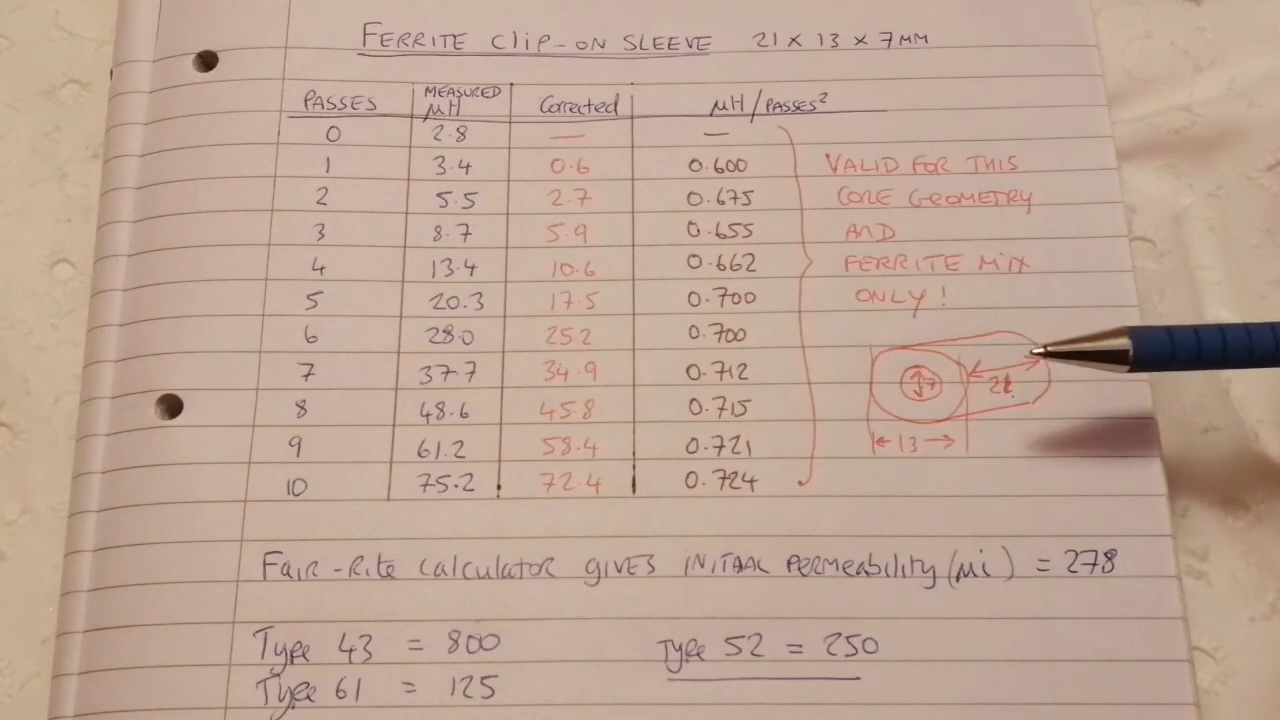 FERRITE CLIP-ON SLEEVE 21 x 13 x 7MM
PASSES MEASURED μH Corrected μH/PASSES²
0 2.8 — —
1 3.4 0.6 0.600 VALID FOR THIS
2 5.5 2.7 0.675 CORE GEOMETRY
3 8.7 5.9 0.655 AND
4 13.4 10.6 0.662 FERRITE MIX
5 20.3 17.5 0.700 ONLY!
6 28.0 25.2 0.700
7 37.7 34.9 0.712
8 48.6 45.8 0.715
9 61.2 58.4 0.721
10 75.2 72.4 0.724
7
13
FAIR-RITE CALCULATOR GIVES INITAAL PERMEABILITY (μi) = 278
Type 43 = 800 Type 52 = 250
Type 61 = 125